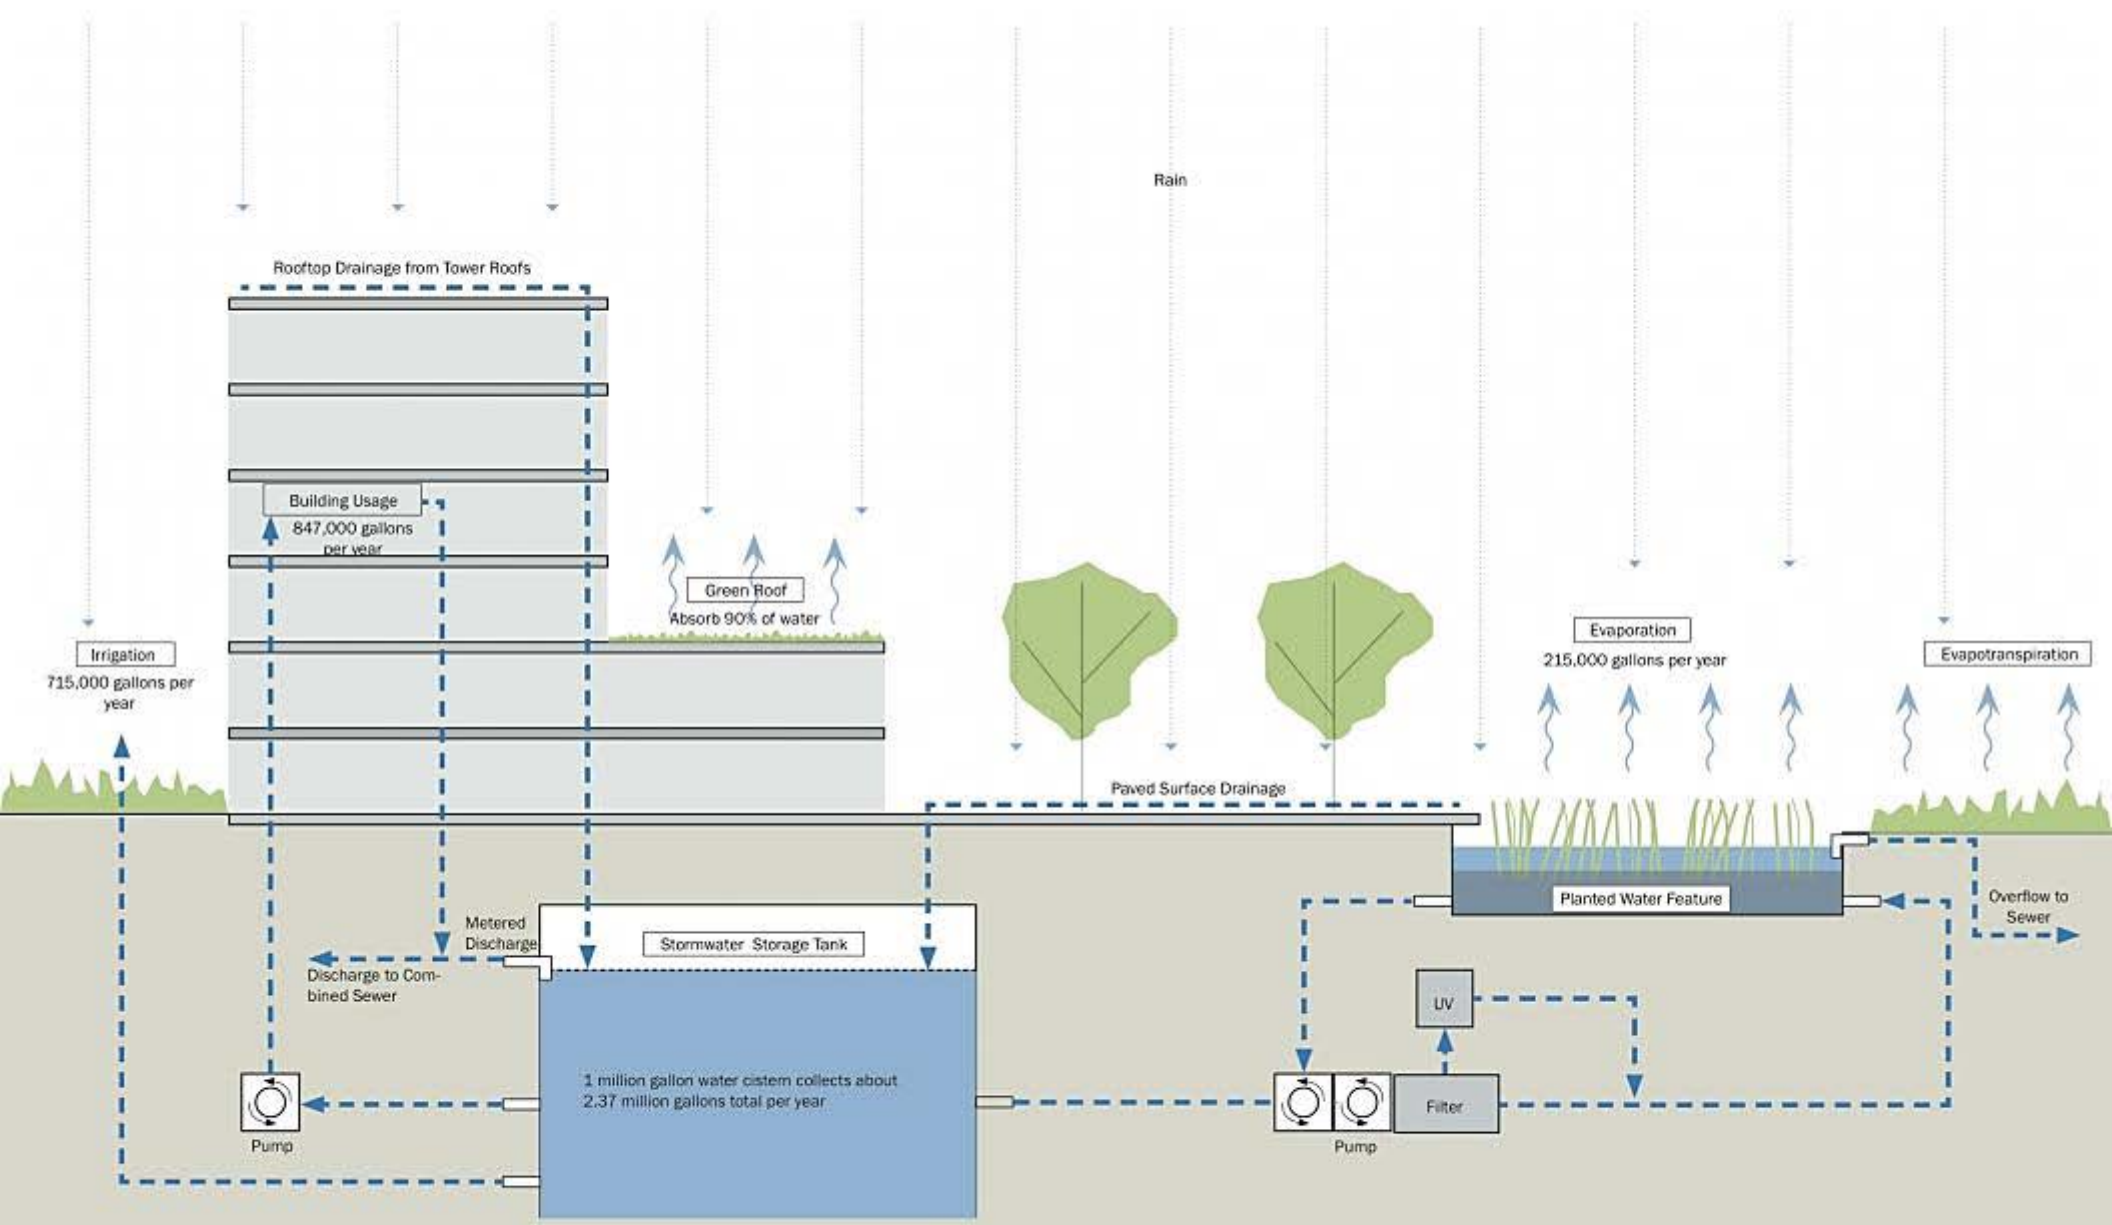 Rain
Rooftop Drainage from Tower Roofs
Building Usage
847,000 gallons
per year
Green Roof
Absorb 90% of water
Irrigation
715,000 gallons per
year
Evaporation
215,000 gallons per year
Evapotranspiration
Paved Surface Drainage
Planted Water Feature
Overflow to
Sewer
Metered
Discharge
Discharge to Com-
bined Sewer
Stormwater Storage Tank
1 million gallon water cistern collects about
2.37 million gallons total per year
UV
Filter
Pump
Pump